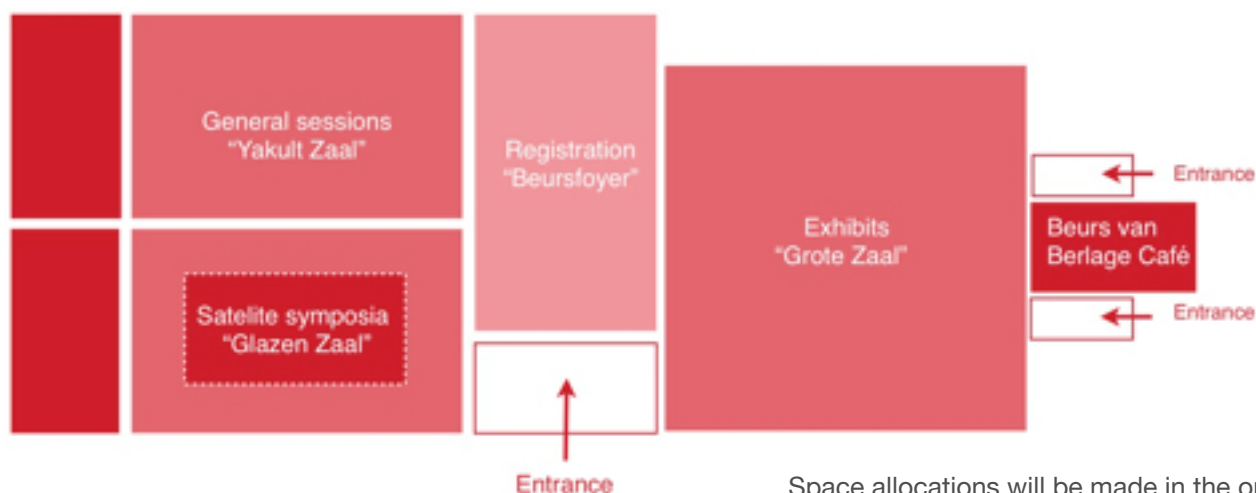 General sessions
“Yakult Zaal”
Registration
“Beursfoyer”
Exhibits
“Grote Zaal”
Entrance
Beurs van
Berlage Café
Entrance
Satelite symposia
“Glazen Zaal”
Entrance
Space allocations will be made in the